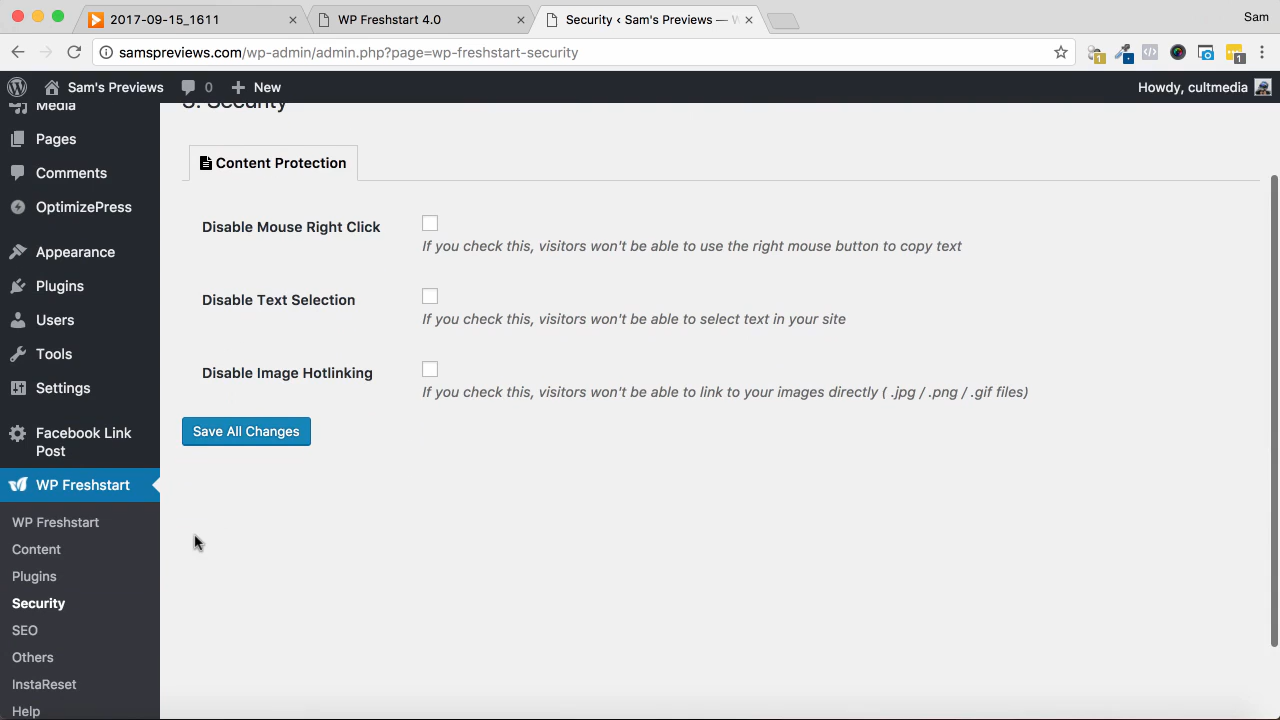 2017-09-15_1611
WP Freshstart 4.0
Security ‹ Sam's Previews — W
Sam
samspreviews.com/wp-admin/admin.php?page=wp-freshstart-security
1
1
Sam's Previews
0
New
Howdy, cultmedia
Media
Pages
Comments
OptimizePress
Appearance
Plugins
Users
Tools
Settings
Facebook Link
Post
WP Freshstart
WP Freshstart
Content
Plugins
Security
SEO
Others
InstaReset
Help
3. Security
Content Protection
Disable Mouse Right Click
If you check this, visitors won't be able to use the right mouse button to copy text
Disable Text Selection
If you check this, visitors won't be able to select text in your site
Disable Image Hotlinking
If you check this, visitors won't be able to link to your images directly ( .jpg / .png / .gif files)
Save All Changes